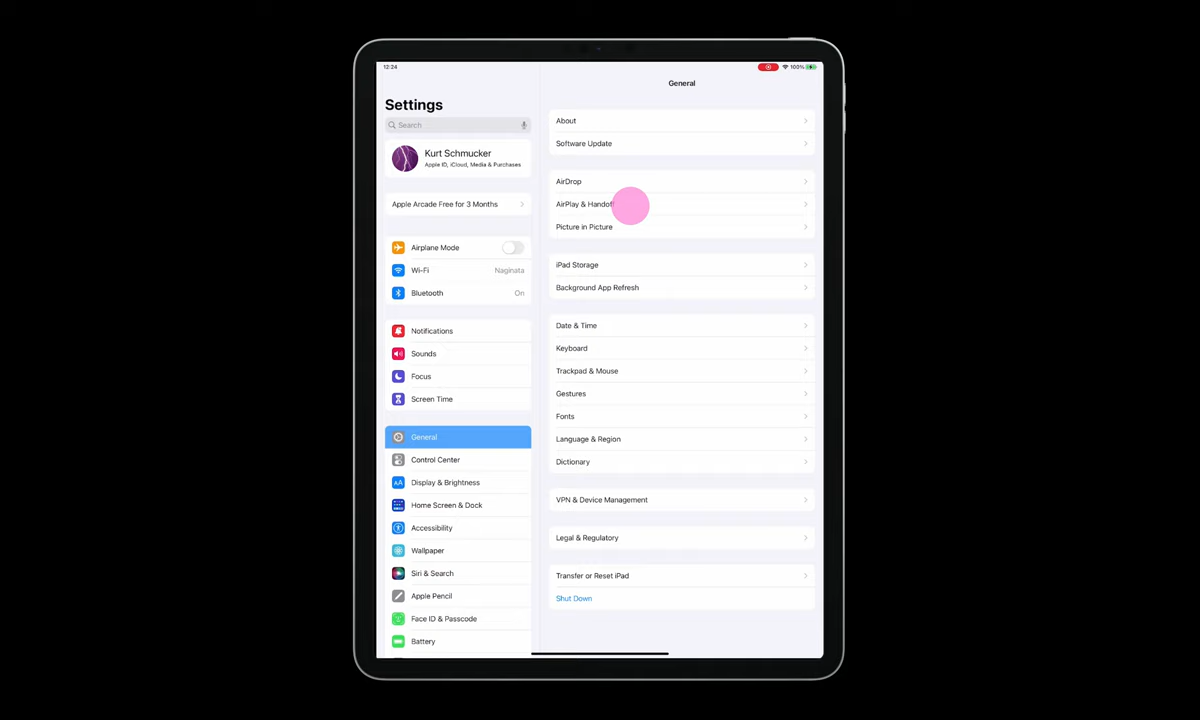 12:24
100%
Settings
Search
Kurt Schmucker
Apple ID, iCloud, Media & Purchases
Apple Arcade Free for 3 Months
Airplane Mode
Wi-Fi Naginata
Bluetooth On
Notifications
Sounds
Focus
Screen Time
General
Control Center
AA Display & Brightness
Home Screen & Dock
Accessibility
Wallpaper
Siri & Search
Apple Pencil
Face ID & Passcode
Battery
General
About
Software Update
AirDrop
AirPlay & Handoff
Picture in Picture
iPad Storage
Background App Refresh
Date & Time
Keyboard
Trackpad & Mouse
Gestures
Fonts
Language & Region
Dictionary
VPN & Device Management
Legal & Regulatory
Transfer or Reset iPad
Shut Down